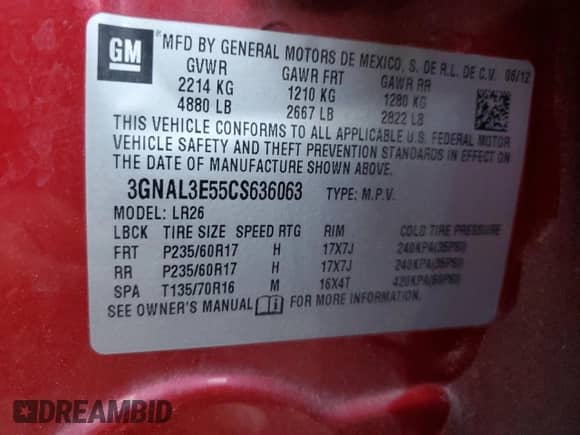 GM
MFD BY GENERAL MOTORS DE MEXICO, S. DE R.L. DE C.V. 06/12
GVWR GAWR FRT GAWR RR
2214 KG 1210 KG 1280 KG
4880 LB 2667 LB 2822 LB
THIS VEHICLE CONFORMS TO ALL APPLICABLE U.S. FEDERAL MOTOR
VEHICLE SAFETY AND THEFT PREVENTION STANDARDS IN EFFECT ON
THE DATE OF MANUFACTURE SHOWN ABOVE.
3GNAL3E55CS636063 TYPE: M.P.V.
MODEL: LR26
LBCK TIRE SIZE SPEED RTG RIM COLD TIRE PRESSURE
FRT P235/60R17 H 17X7J 240KPA(35PSI)
RR P235/60R17 H 17X7J 240KPA(35PSI)
SPA T135/70R16 M 16X4T 420KPA(60PSI)
SEE OWNER'S MANUAL i FOR MORE INFORMATION.
DREAMBID